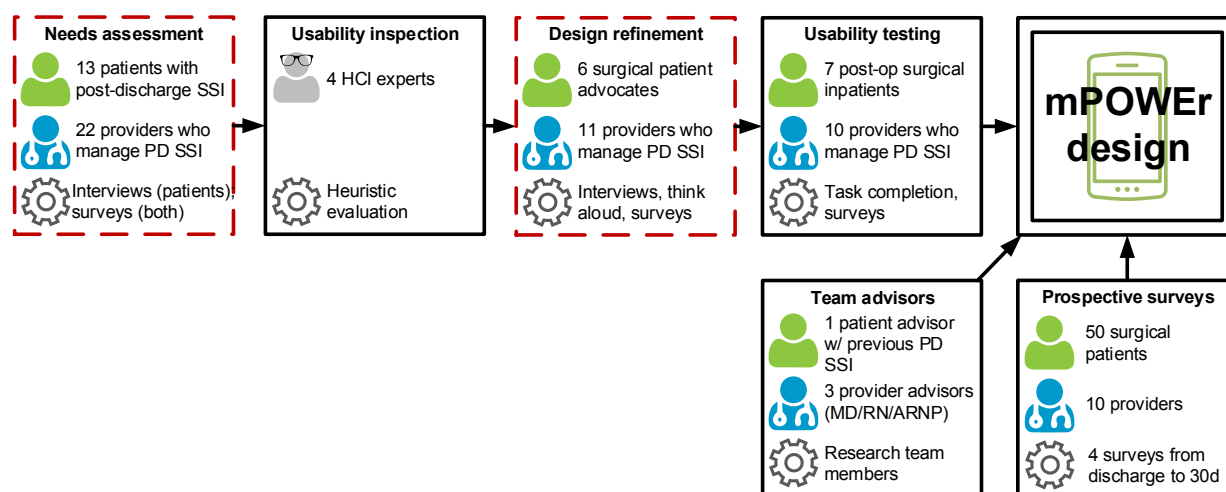 Needs assessment
13 patients with
post-discharge SSI
22 providers who
manage PD SSI
Interviews (patients),
surveys (both)
Usability inspection
4 HCI experts
Heuristic
evaluation
Design refinement
6 surgical patient
advocates
11 providers who
manage PD SSI
Interviews, think
aloud, surveys
Usability testing
7 post-op surgical
inpatients
10 providers who
manage PD SSI
Task completion,
surveys
mPOWEr
design
Team advisors
1 patient advisor
w/ previous PD
SSI
3 provider advisors
(MD/RN/ARNP)
Research team
members
Prospective surveys
50 surgical
patients
10 providers
4 surveys from
discharge to 30d